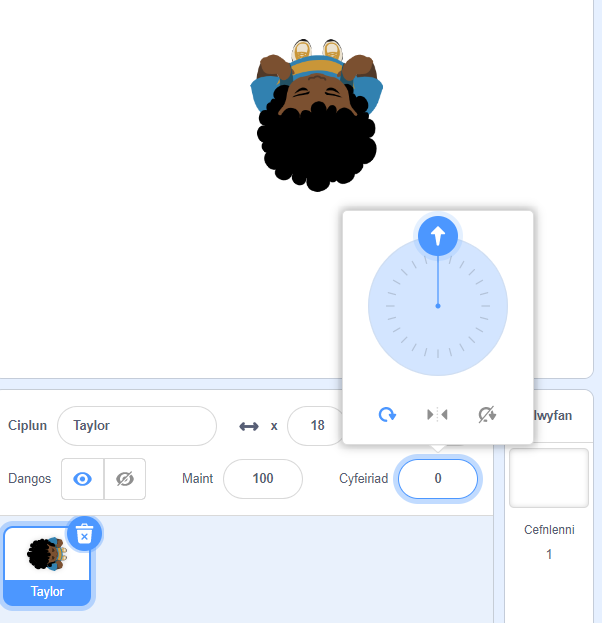 Ciplun Taylor x 18
lwyfan
Dangos Maint 100 Cyfeiriad 0
Cefnlenni
1
Taylor